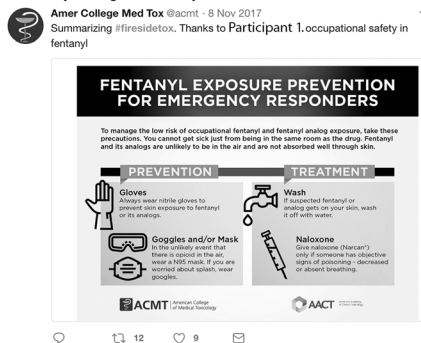 Amer College Med Tox @acmt · 8 Nov 2017
Summarizing #firesidetox. Thanks to Participant 1. occupational safety in
fentanyl
FENTANYL EXPOSURE PREVENTION
FOR EMERGENCY RESPONDERS
To manage the low risk of occupational fentanyl and fentanyl analog exposure, take these
precautions. You cannot get sick just from being in the same room as the drug. Fentanyl
and its analogs are unlikely to be in the air and are not absorbed well through skin.
PREVENTION
Gloves
Always wear nitrile gloves to
prevent skin exposure to fentanyl
or its analogs.
Goggles and/or Mask
In the unlikely event that
there is opioid in the air,
wear a N95 mask. If you are
worried about splash, wear
googles.
TREATMENT
Wash
If suspected fentanyl or
analog gets on your skin, wash
it off with water.
Naloxone
Give naloxone (Narcan®)
only if someone has objective
signs of poisoning - decreased
or absent breathing.
ACMT American College
of Medical Toxicology
AACT
12
9